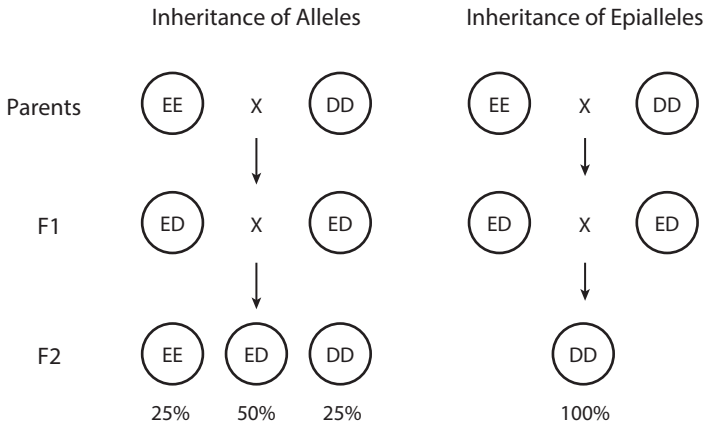 Inheritance of Alleles Inheritance of Epialleles
Parents EE X DD EE X DD
F1 ED X ED ED X ED
F2 EE ED DD DD
25% 50% 25% 100%